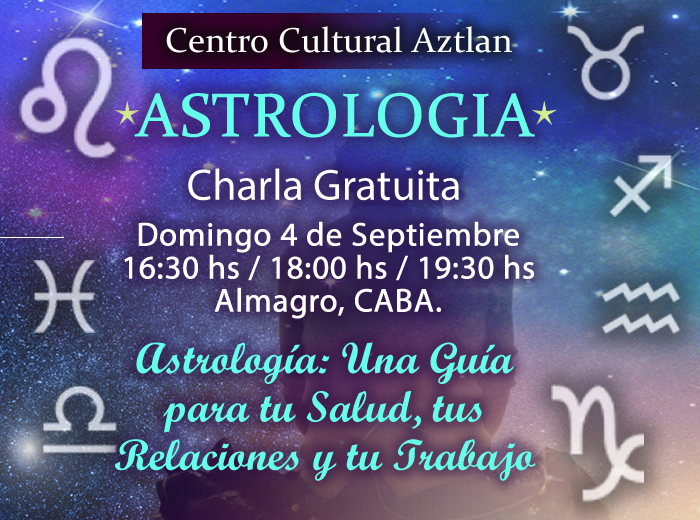 Centro Cultural Aztlan
ASTROLOGIA
Charla Gratuita
Domingo 4 de Septiembre
16:30 hs / 18:00 hs / 19:30 hs
Almagro, CABA.
Astrología: Una Guía
para tu Salud, tus
Relaciones y tu Trabajo